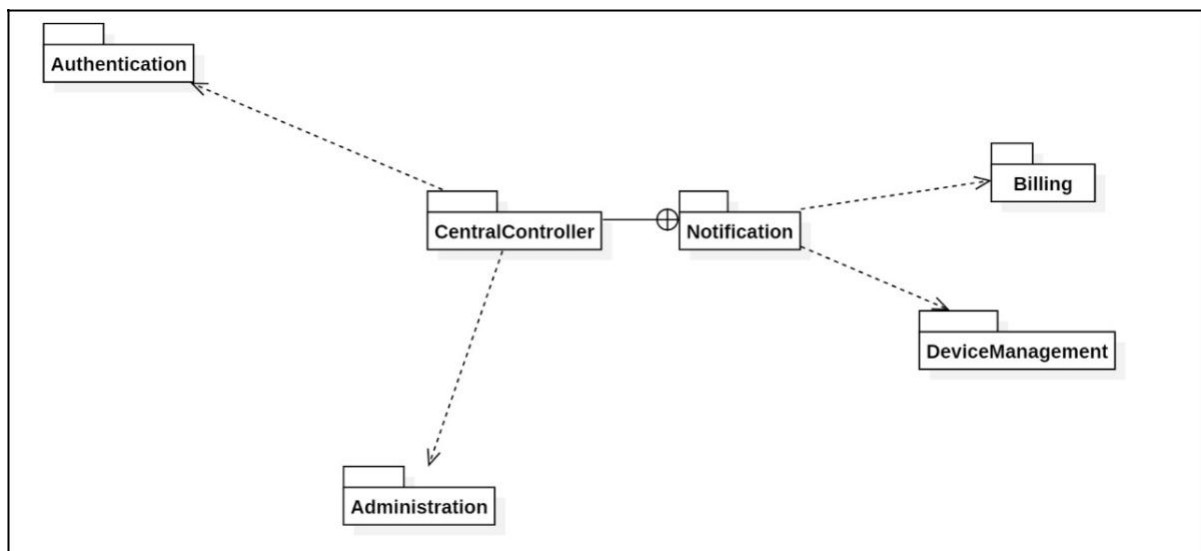 Authentication
Billing
CentralController
Notification
DeviceManagement
Administration